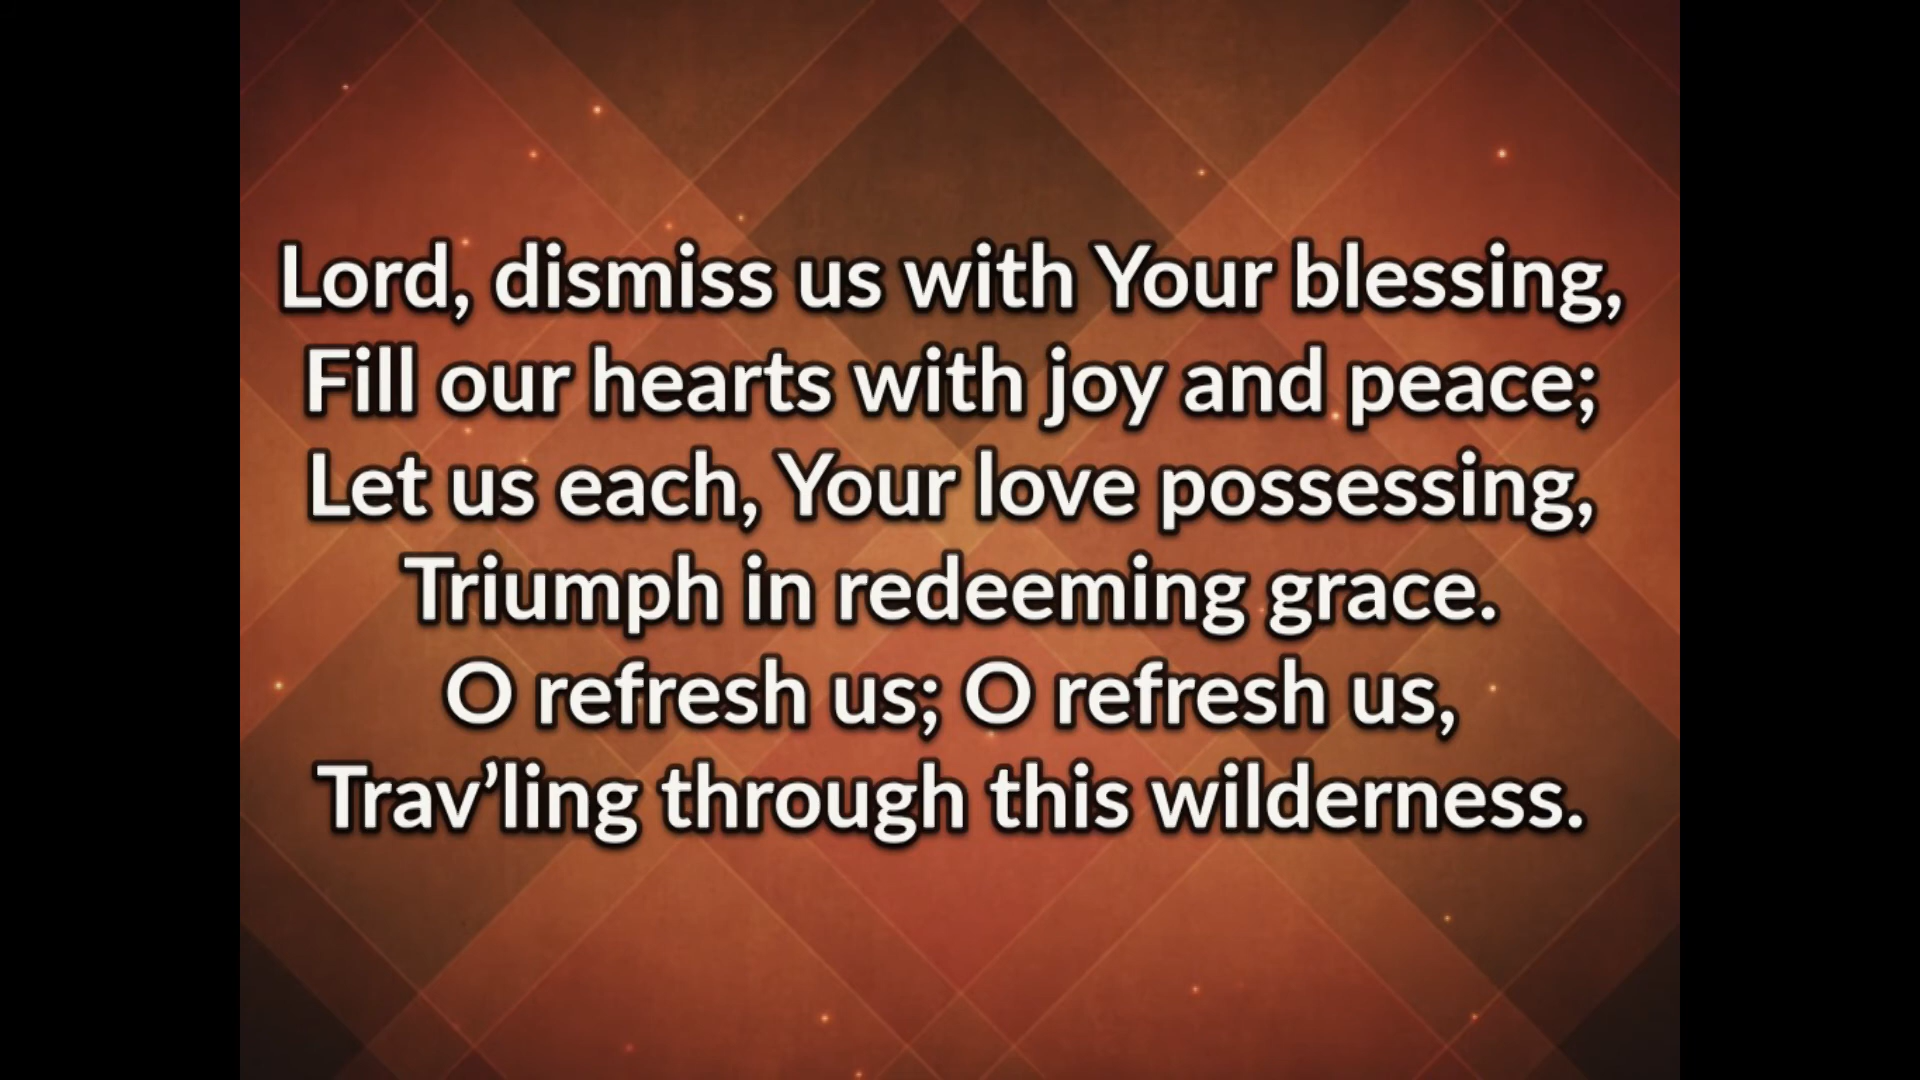 Lord, dismiss us with Your blessing,
Fill our hearts with joy and peace;
Let us each, Your love possessing,
Triumph in redeeming grace.
O refresh us; O refresh us,
Trav’ling through this wilderness.